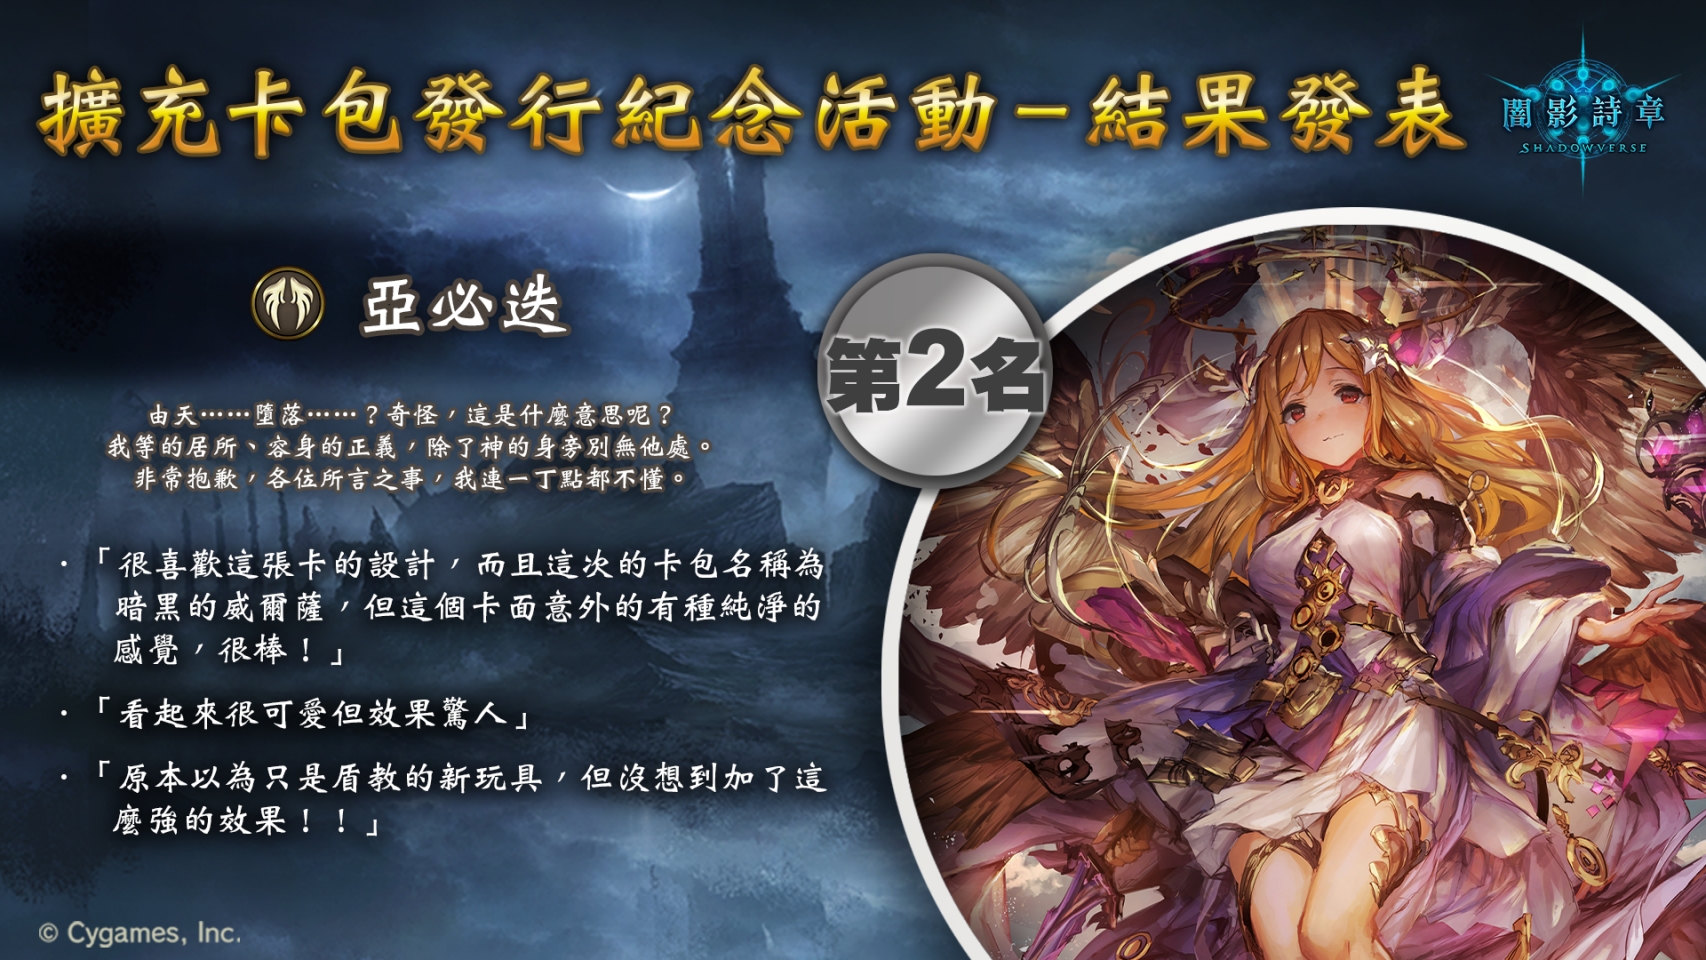 擴充卡包發行紀念活動－結果發表
闇影詩章
SHADOWVERSE
亞必迭
第2名
由天……墮落……？奇怪，這是什麼意思呢？
我等的居所、容身的正義，除了神的身旁別無他處。
非常抱歉，各位所言之事，我連一丁點都不懂。
・「很喜歡這張卡的設計，而且這次的卡包名稱為
暗黑的威爾薩，但這個卡面意外的有種純淨的
感覺，很棒！」
・「看起來很可愛但效果驚人」
・「原本以為只是盾教的新玩具，但沒想到加了這
麼強的效果！！」
© Cygames, Inc.